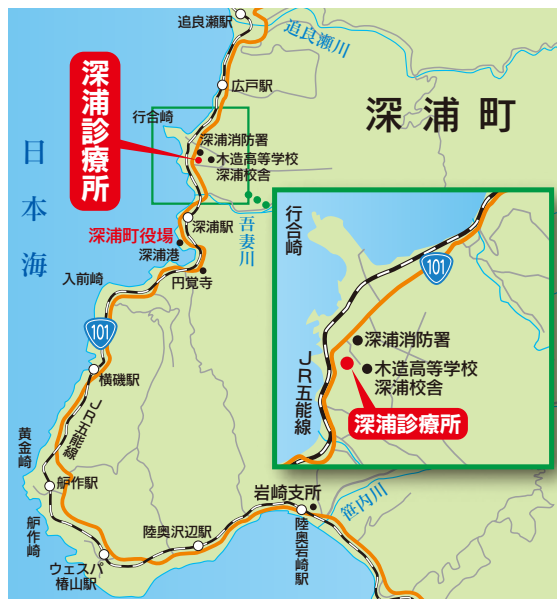 追良瀬駅
追良瀬川
広戸駅
深浦町
行合崎
深浦診療所
深浦消防署
木造高等学校
深浦校舎
日本海
深浦駅
深浦町役場
深浦港
吾妻川
入前崎
円覚寺
101
横磯駅
JR五能線
黄金崎
舮作駅
舮作崎
ウェスパ
椿山駅
陸奥沢辺駅
岩崎支所
陸奥岩崎駅
笹内川
行合崎
101
深浦消防署
木造高等学校
深浦校舎
JR五能線
深浦診療所